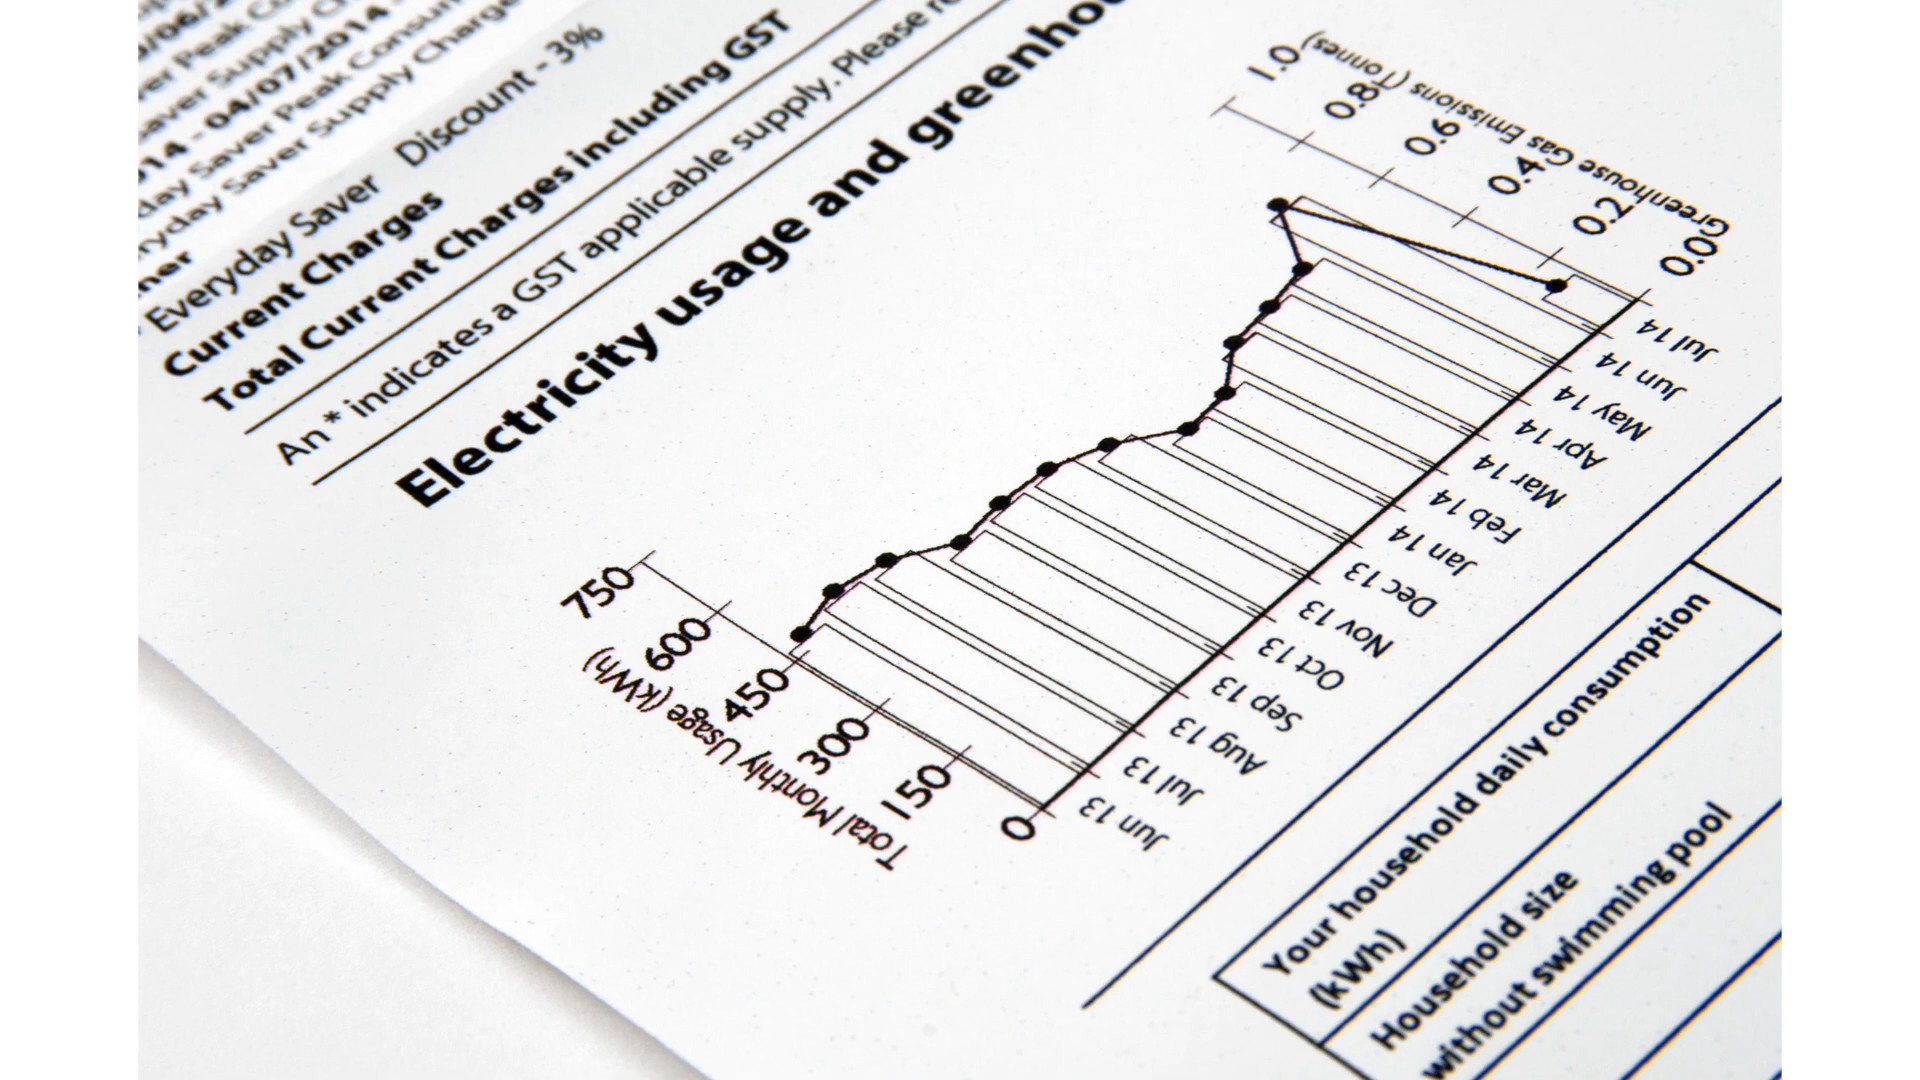 14 - 04/07/2014
Everyday Saver Discount - 3%
Current Charges
Total Current Charges including GST
An * indicates a GST applicable supply. Please
Electricity usage and
750
600
450
300
150
0
Total Monthly Usage (kWh)
1.0
0.8
0.6
0.4
0.2
0.0
Greenhouse Gas Emissions (Tonnes)
Jun 13
Jul 13
Aug 13
Sep 13
Oct 13
Nov 13
Dec 13
Jan 14
Feb 14
Mar 14
Apr 14
May 14
Jun 14
Jul 14
Your household daily consumption
(kWh)
Household size
without swimming pool